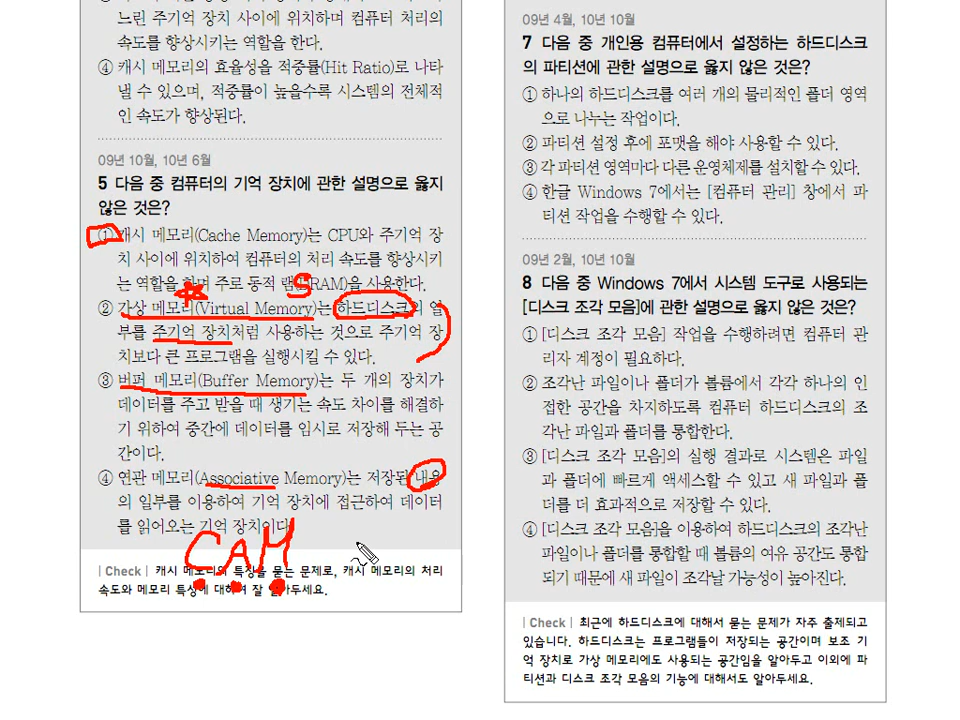 느린 주기억 장치 사이에 위치하며 컴퓨터 처리의
속도를 향상시키는 역할을 한다.
④ 캐시 메모리의 효율성을 적중률(Hit Ratio)로 나타
낼 수 있으며, 적중률이 높을수록 시스템의 전체적
인 속도가 향상된다.
09년 10월, 10년 6월
5 다음 중 컴퓨터의 기억 장치에 관한 설명으로 옳지
않은 것은?
① 캐시 메모리(Cache Memory)는 CPU와 주기억 장
치 사이에 위치하여 컴퓨터의 처리 속도를 향상시키
는 역할을 하며 주로 동적 램(DRAM)을 사용한다.
S
② 가상 메모리(Virtual Memory)는 하드디스크의 일
부를 주기억 장치처럼 사용하는 것으로 주기억 장
치보다 큰 프로그램을 실행시킬 수 있다.
③ 버퍼 메모리(Buffer Memory)는 두 개의 장치가
데이터를 주고 받을 때 생기는 속도 차이를 해결하
기 위하여 중간에 데이터를 임시로 저장해 두는 공
간이다.
④ 연관 메모리(Associative Memory)는 저장된 내용
의 일부를 이용하여 기억 장치에 접근하여 데이터
를 읽어오는 기억 장치이다.
CAM
| Check | 캐시 메모리의 특징을 묻는 문제로, 캐시 메모리의 처리
속도와 메모리 특성에 대하여 잘 알아두세요.
09년 4월, 10년 10월
7 다음 중 개인용 컴퓨터에서 설정하는 하드디스크
의 파티션에 관한 설명으로 옳지 않은 것은?
① 하나의 하드디스크를 여러 개의 물리적인 폴더 영역
으로 나누는 작업이다.
② 파티션 설정 후에 포맷을 해야 사용할 수 있다.
③ 각 파티션 영역마다 다른 운영체제를 설치할 수 있다.
④ 한글 Windows 7에서는 [컴퓨터 관리] 창에서 파
티션 작업을 수행할 수 있다.
09년 2월, 10년 10월
8 다음 중 Windows 7에서 시스템 도구로 사용되는
[디스크 조각 모음]에 관한 설명으로 옳지 않은 것은?
① [디스크 조각 모음] 작업을 수행하려면 컴퓨터 관
리자 계정이 필요하다.
② 조각난 파일이나 폴더가 볼륨에서 각각 하나의 인
접한 공간을 차지하도록 컴퓨터 하드디스크의 조
각난 파일과 폴더를 통합한다.
③ [디스크 조각 모음]의 실행 결과로 시스템은 파일
과 폴더에 빠르게 액세스할 수 있고 새 파일과 폴
더를 더 효과적으로 저장할 수 있다.
④ [디스크 조각 모음]을 이용하여 하드디스크의 조각난
파일이나 폴더를 통합할 때 볼륨의 여유 공간도 통합
되기 때문에 새 파일이 조각날 가능성이 높아진다.
| Check | 최근에 하드디스크에 대해서 묻는 문제가 자주 출제되고
있습니다. 하드디스크는 프로그램들이 저장되는 공간이며 보조 기
억 장치로 가상 메모리에도 사용되는 공간임을 알아두고 이외에 파
티션과 디스크 조각 모음의 기능에 대해서도 알아두세요.